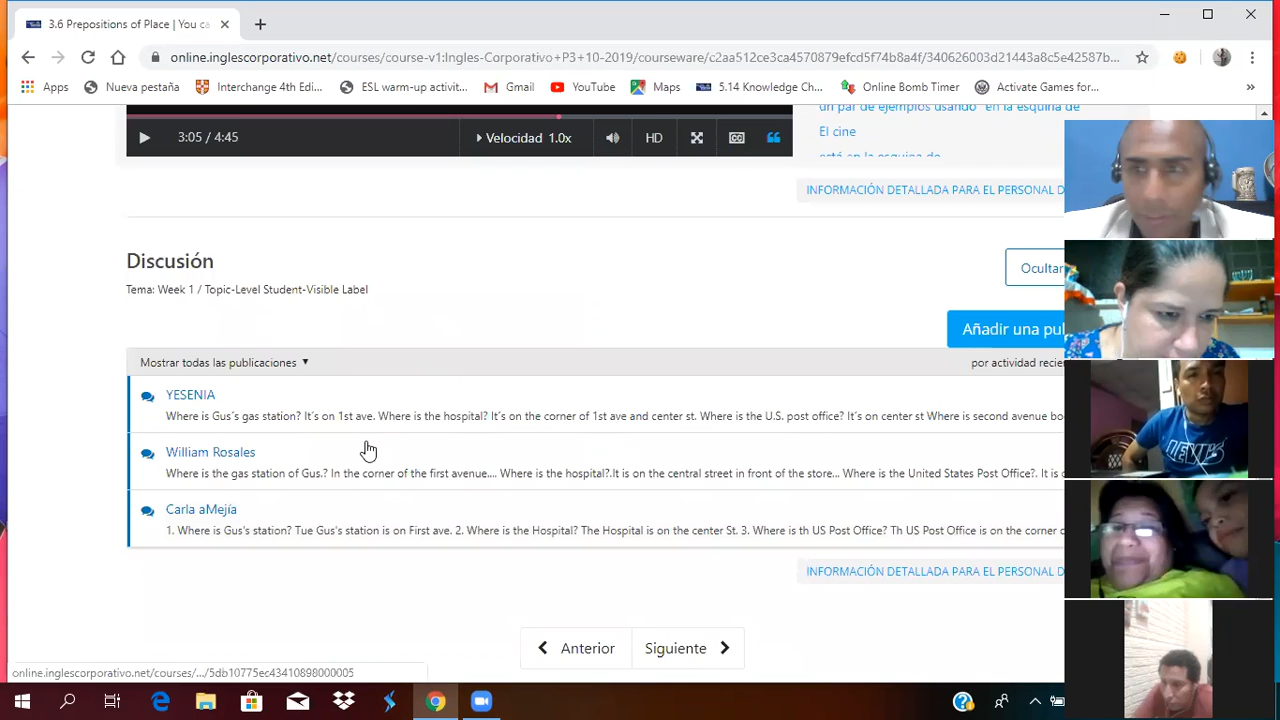 3.6 Prepositions of Place | You ca
online.inglescorporativo.net/courses/course-v1:Ingles-Corporativo+P3+10-2019/courseware/c2aa512ce3ca4570879efcd5f74b8a4f/340626003d21443a8c5e42587b...
Apps Nueva pestaña Interchange 4th Edi... ESL warm-up activit... Gmail YouTube Maps 5.14 Knowledge Ch... Online Bomb Timer Activate Games for... »
un par de ejemplos usando "en la esquina de
El cine
está en la esquina de
3:05 / 4:45 Velocidad 1.0x HD CC
INFORMACIÓN DETALLADA PARA EL PERSONAL D
Discusión
Ocultar
Tema: Week 1 / Topic-Level Student-Visible Label
Añadir una pu
Mostrar todas las publicaciones por actividad recie
YESENIA
Where is Gus´s gas station? It´s on 1st ave. Where is the hospital? It´s on the corner of 1st ave and center st. Where is the U.S. post office? It´s on center st Where is second avenue bo
William Rosales
Where is the gas station of Gus.? In the corner of the first avenue.... Where is the hospital?.It is on the central street in front of the store... Where is the United States Post Office?. It is o
Carla aMejía
1. Where is Gus's station? Tue Gus's station is on First ave. 2. Where is the Hospital? The Hospital is on the center St. 3. Where is th US Post Office? Th US Post Office is on the corner o
INFORMACIÓN DETALLADA PARA EL PERSONAL D
Anterior Siguiente
online.inglescorporativo.net/courses/.../5db10775ec43410898000005
LEVI'S